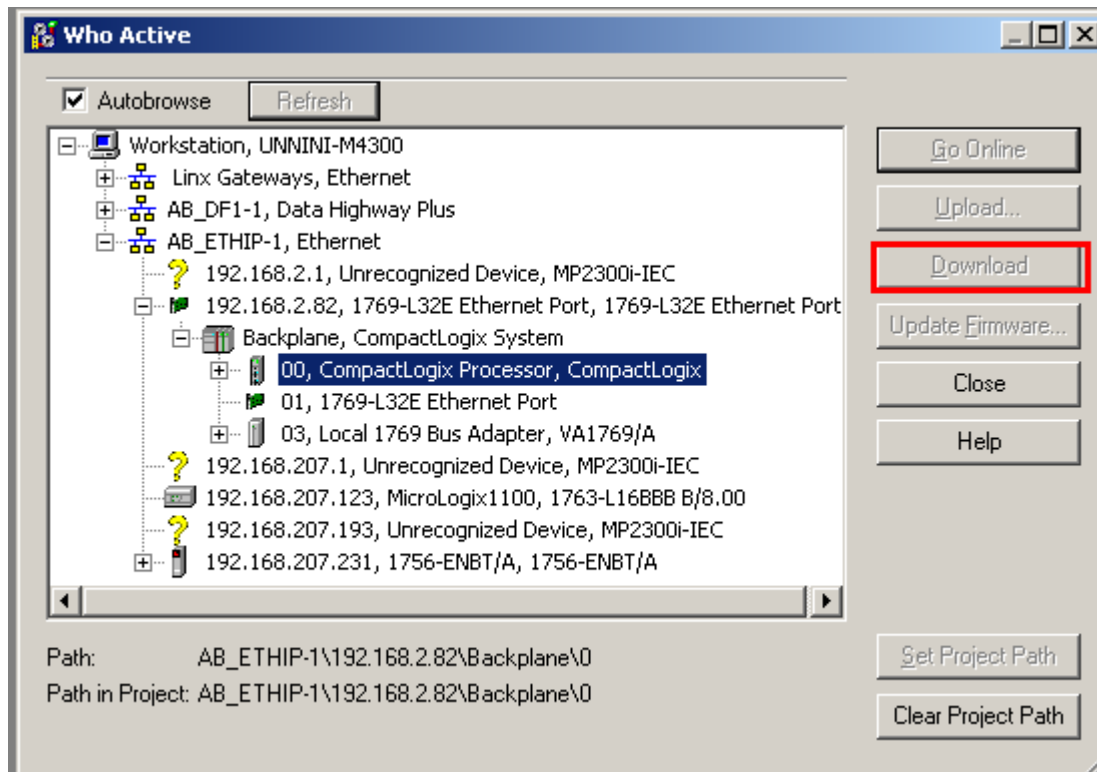 Who Active
Autobrowse Refresh
Workstation, UNNINI-M4300
Linx Gateways, Ethernet
AB_DF1-1, Data Highway Plus
AB_ETHIP-1, Ethernet
192.168.2.1, Unrecognized Device, MP2300i-IEC
192.168.2.82, 1769-L32E Ethernet Port, 1769-L32E Ethernet Port
Backplane, CompactLogix System
00, CompactLogix Processor, CompactLogix
01, 1769-L32E Ethernet Port
03, Local 1769 Bus Adapter, VA1769/A
192.168.207.1, Unrecognized Device, MP2300i-IEC
192.168.207.123, MicroLogix1100, 1763-L16BBB B/8.00
192.168.207.193, Unrecognized Device, MP2300i-IEC
192.168.207.231, 1756-ENBT/A, 1756-ENBT/A
Go Online
Upload...
Download
Update Firmware...
Close
Help
Path: AB_ETHIP-1\192.168.2.82\Backplane\0
Path in Project: AB_ETHIP-1\192.168.2.82\Backplane\0
Set Project Path
Clear Project Path